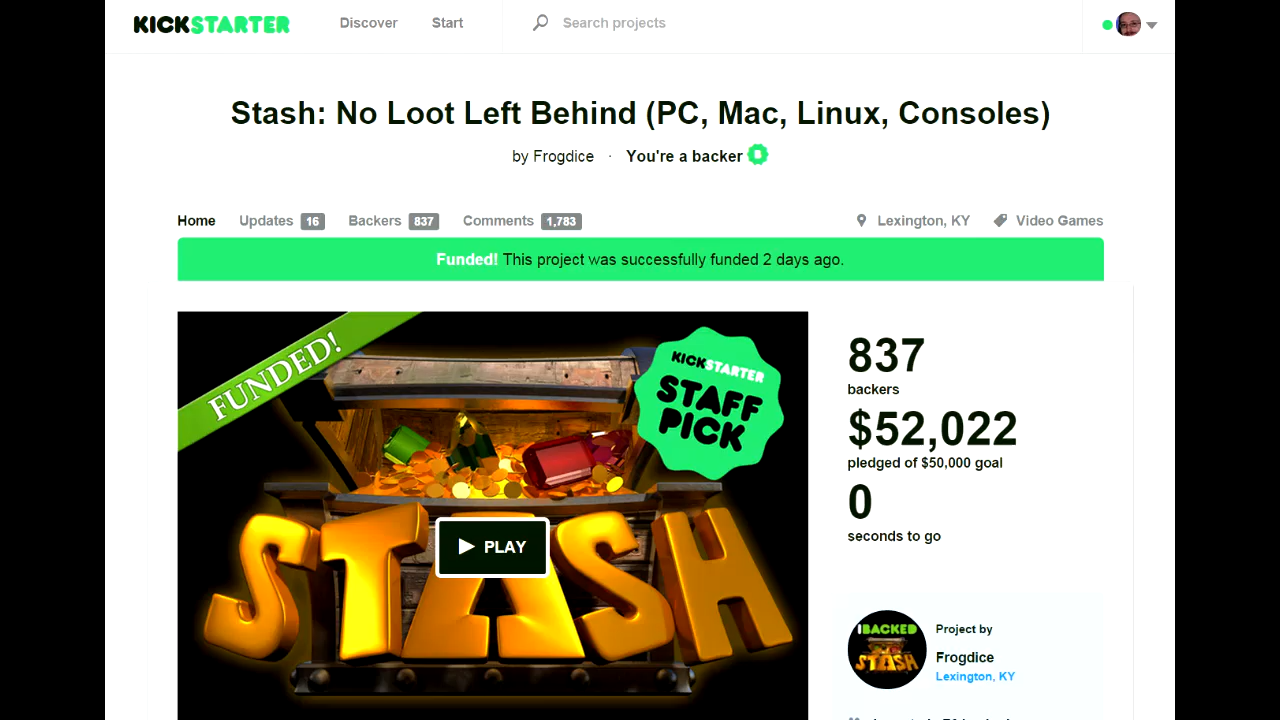 KICKSTARTER Discover Start Search projects
Stash: No Loot Left Behind (PC, Mac, Linux, Consoles)
by Frogdice · You're a backer
Home Updates 16 Backers 837 Comments 1,783 Lexington, KY Video Games
Funded! This project was successfully funded 2 days ago.
FUNDED!
KICKSTARTER
STAFF
PICK
STASH
PLAY
837
backers
$52,022
pledged of $50,000 goal
0
seconds to go
I BACKED
STASH
Project by
Frogdice
Lexington, KY